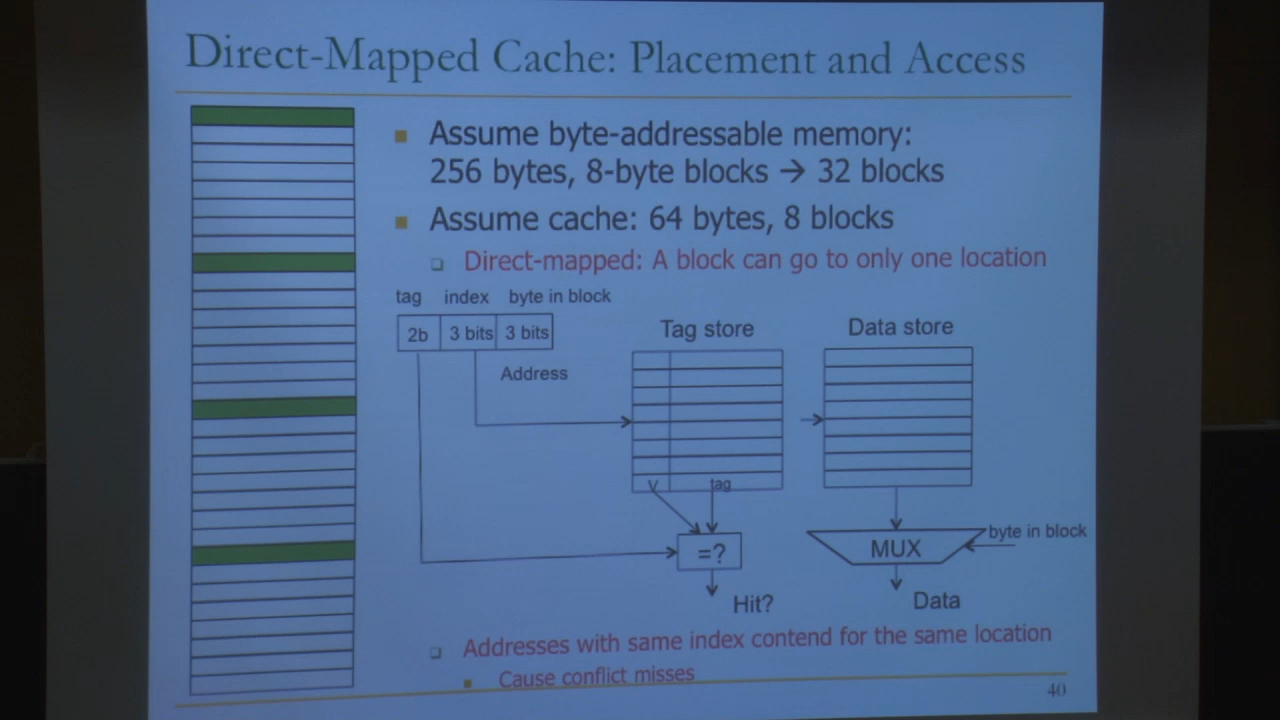 Direct-Mapped Cache: Placement and Access
Assume byte-addressable memory:
256 bytes, 8-byte blocks → 32 blocks
Assume cache: 64 bytes, 8 blocks
Direct-mapped: A block can go to only one location
tag index byte in block
2b 3 bits 3 bits
Address
Tag store
Data store
V tag
=?
Hit?
MUX
byte in block
Data
Addresses with same index contend for the same location
Cause conflict misses
40